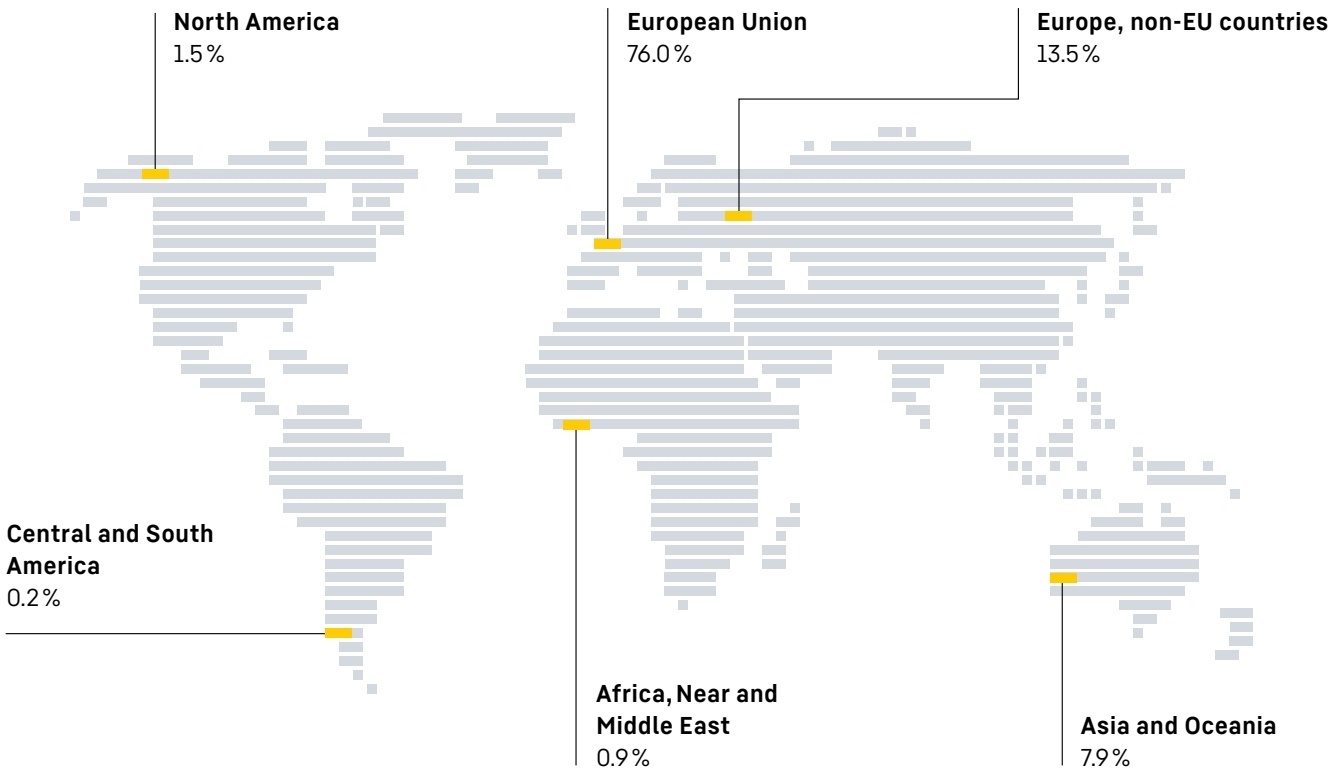 North America
1.5 %
European Union
76.0 %
Europe, non-EU countries
13.5 %
Central and South
America
0.2 %
Africa, Near and
Middle East
0.9 %
Asia and Oceania
7.9 %